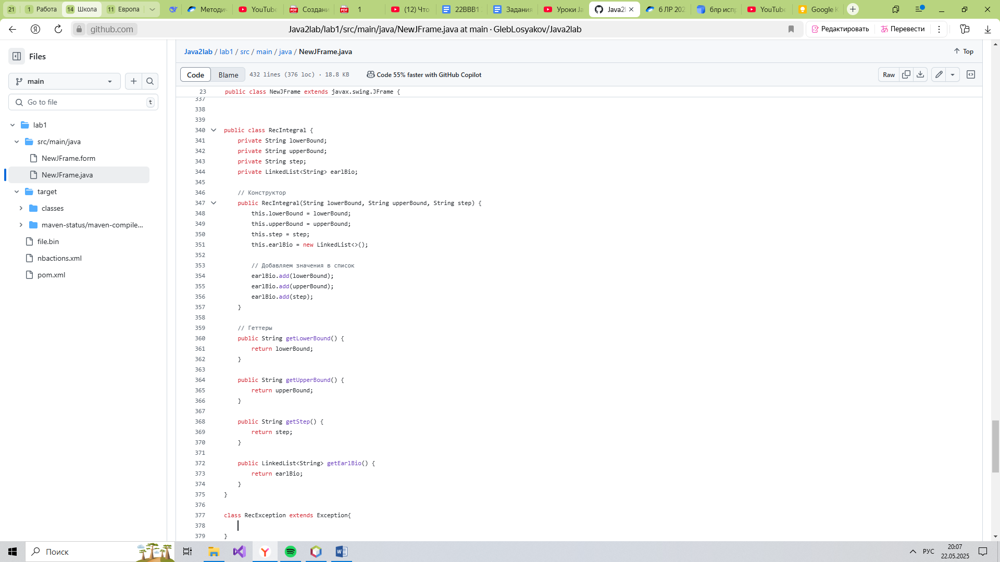 21 1 Работа 14 Школа 11 Европа Методич YouTube Создани 1 (12) Что 22ВВВ1 Задания Уроки Ja Java2l 6 ЛР 202 блр исп YouTube Google K
github.com Java2lab/lab1/src/main/java/NewJFrame.java at main · GlebLosyakov/Java2lab Редактировать Перевести
Files
main
Go to file t
lab1
src/main/java
NewJFrame.form
NewJFrame.java
target
classes
maven-status/maven-compile...
file.bin
nbactions.xml
pom.xml
Java2lab / lab1 / src / main / java / NewJFrame.java Top
Code Blame 432 lines (376 loc) · 18.8 KB Code 55% faster with GitHub Copilot Raw
23 public class NewJFrame extends javax.swing.JFrame {
337
338
339
340 public class RecIntegral {
341 private String lowerBound;
342 private String upperBound;
343 private String step;
344 private LinkedList<String> earlBio;
345
346 // Конструктор
347 public RecIntegral(String lowerBound, String upperBound, String step) {
348 this.lowerBound = lowerBound;
349 this.upperBound = upperBound;
350 this.step = step;
351 this.earlBio = new LinkedList<>();
352
353 // Добавляем значения в список
354 earlBio.add(lowerBound);
355 earlBio.add(upperBound);
356 earlBio.add(step);
357 }
358
359 // Геттеры
360 public String getLowerBound() {
361 return lowerBound;
362 }
363
364 public String getUpperBound() {
365 return upperBound;
366 }
367
368 public String getStep() {
369 return step;
370 }
371
372 public LinkedList<String> getEarlBio() {
373 return earlBio;
374 }
375 }
376
377 class RecException extends Exception{
378
379 }
Поиск РУС 20:07
22.05.2025